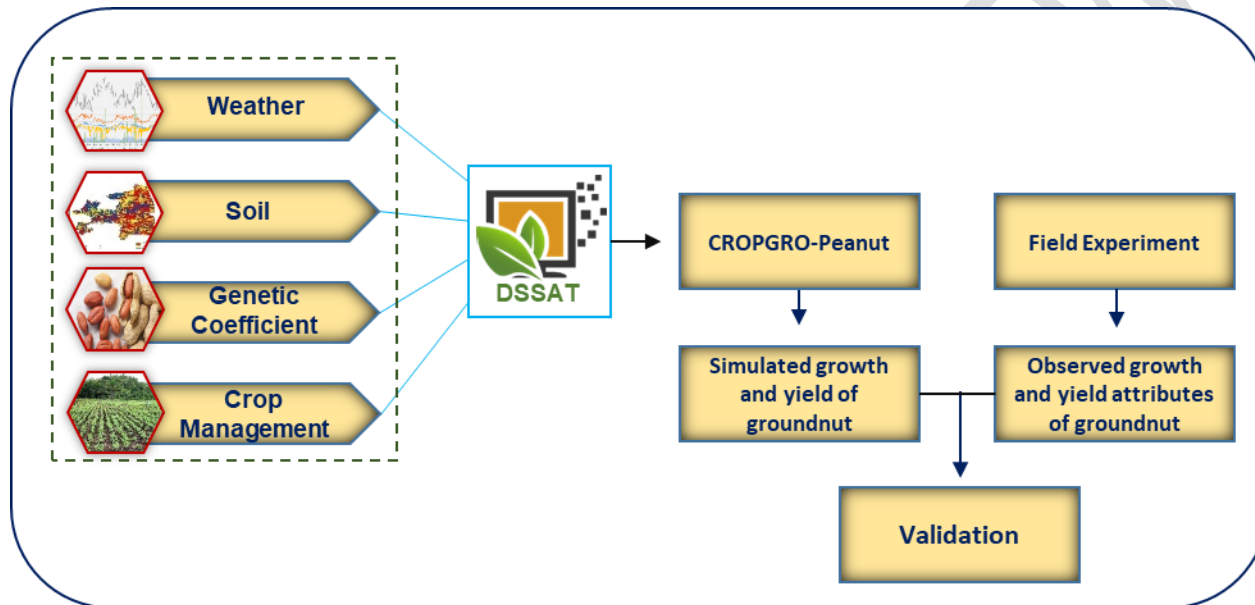 Weather
Soil
Genetic
Coefficient
Crop
Management
DSSAT
CROPGRO-Peanut
Field Experiment
Simulated growth
and yield of
groundnut
Observed growth
and yield attributes
of groundnut
Validation